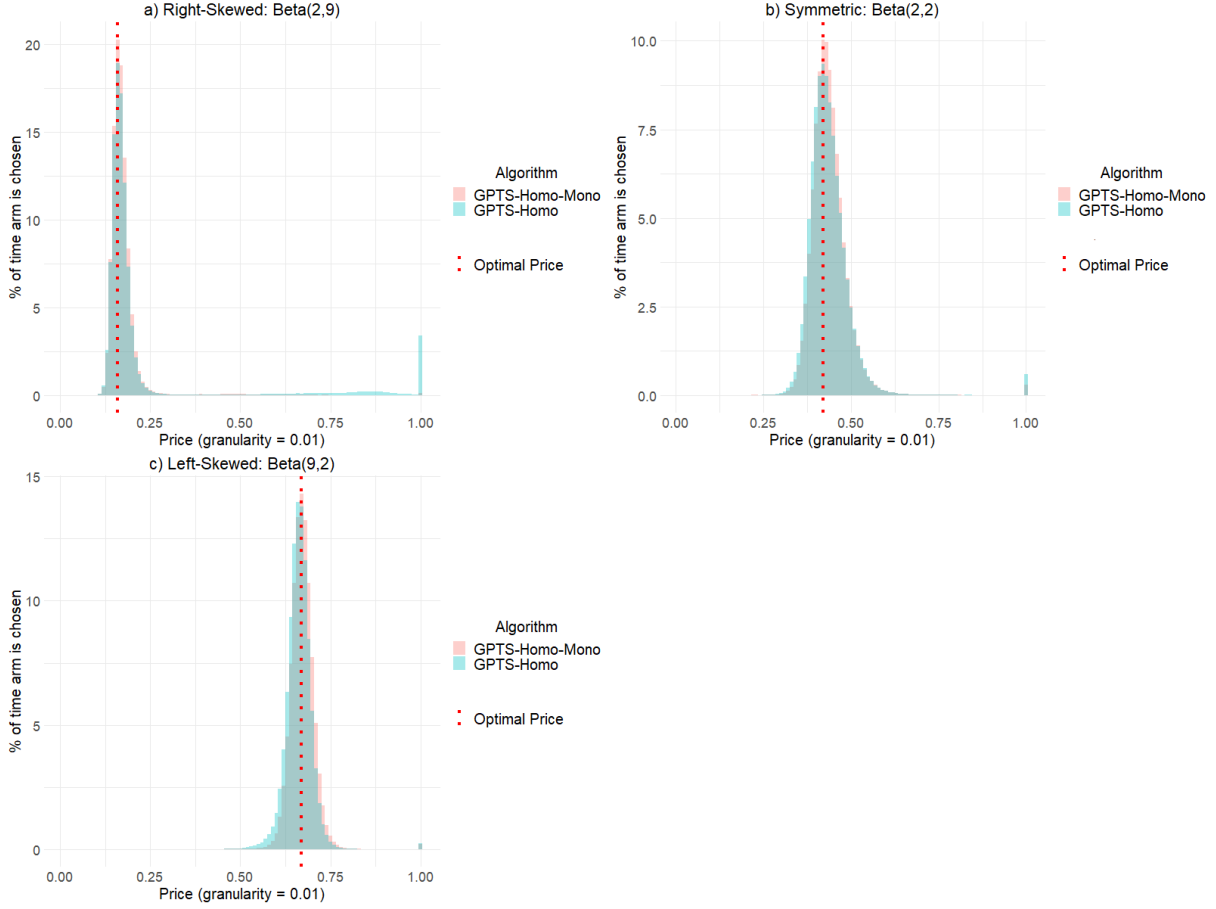 a) Right-Skewed: Beta(2,9)
% of time arm is chosen
20
15
10
5
0
0.00 0.25 0.50 0.75 1.00
Price (granularity = 0.01)
Algorithm
GPTS-Homo-Mono
GPTS-Homo
Optimal Price
b) Symmetric: Beta(2,2)
% of time arm is chosen
10.0
7.5
5.0
2.5
0.0
0.00 0.25 0.50 0.75 1.00
Price (granularity = 0.01)
Algorithm
GPTS-Homo-Mono
GPTS-Homo
Optimal Price
c) Left-Skewed: Beta(9,2)
% of time arm is chosen
15
10
5
0
0.00 0.25 0.50 0.75 1.00
Price (granularity = 0.01)
Algorithm
GPTS-Homo-Mono
GPTS-Homo
Optimal Price